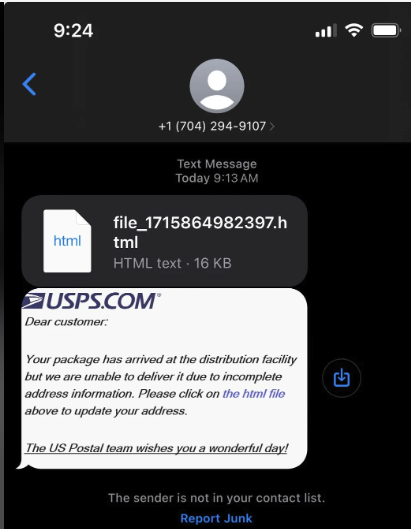 9:24
+1 (704) 294-9107
Text Message
Today 9:13 AM
html
file_1715864982397.h
tml
HTML text · 16 KB
USPS.COM®
Dear customer:
Your package has arrived at the distribution facility
but we are unable to deliver it due to incomplete
address information. Please click on the html file
above to update your address.
The US Postal team wishes you a wonderful day!
The sender is not in your contact list.
Report Junk